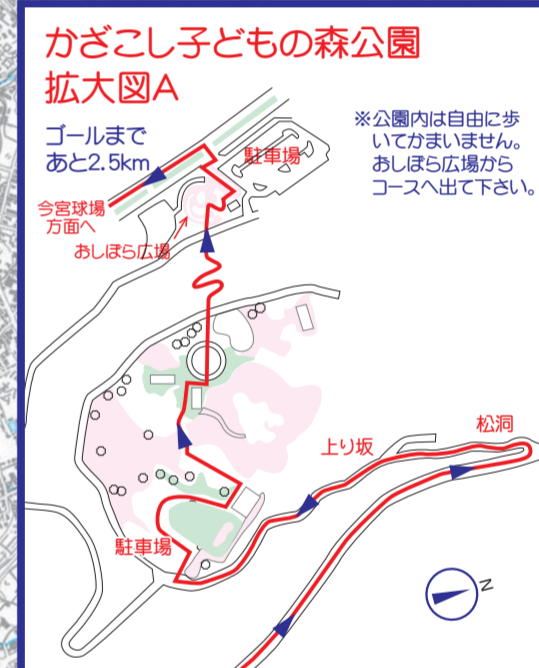 かざこし子どもの森公園
拡大図A
ゴールまで
あと2.5km
※公園内は自由に歩
いてかまいません。
おしぼら広場から
コースへ出て下さい。
駐車場
今宮球場
方面へ
おしぼら広場
上り坂
松洞
駐車場
N